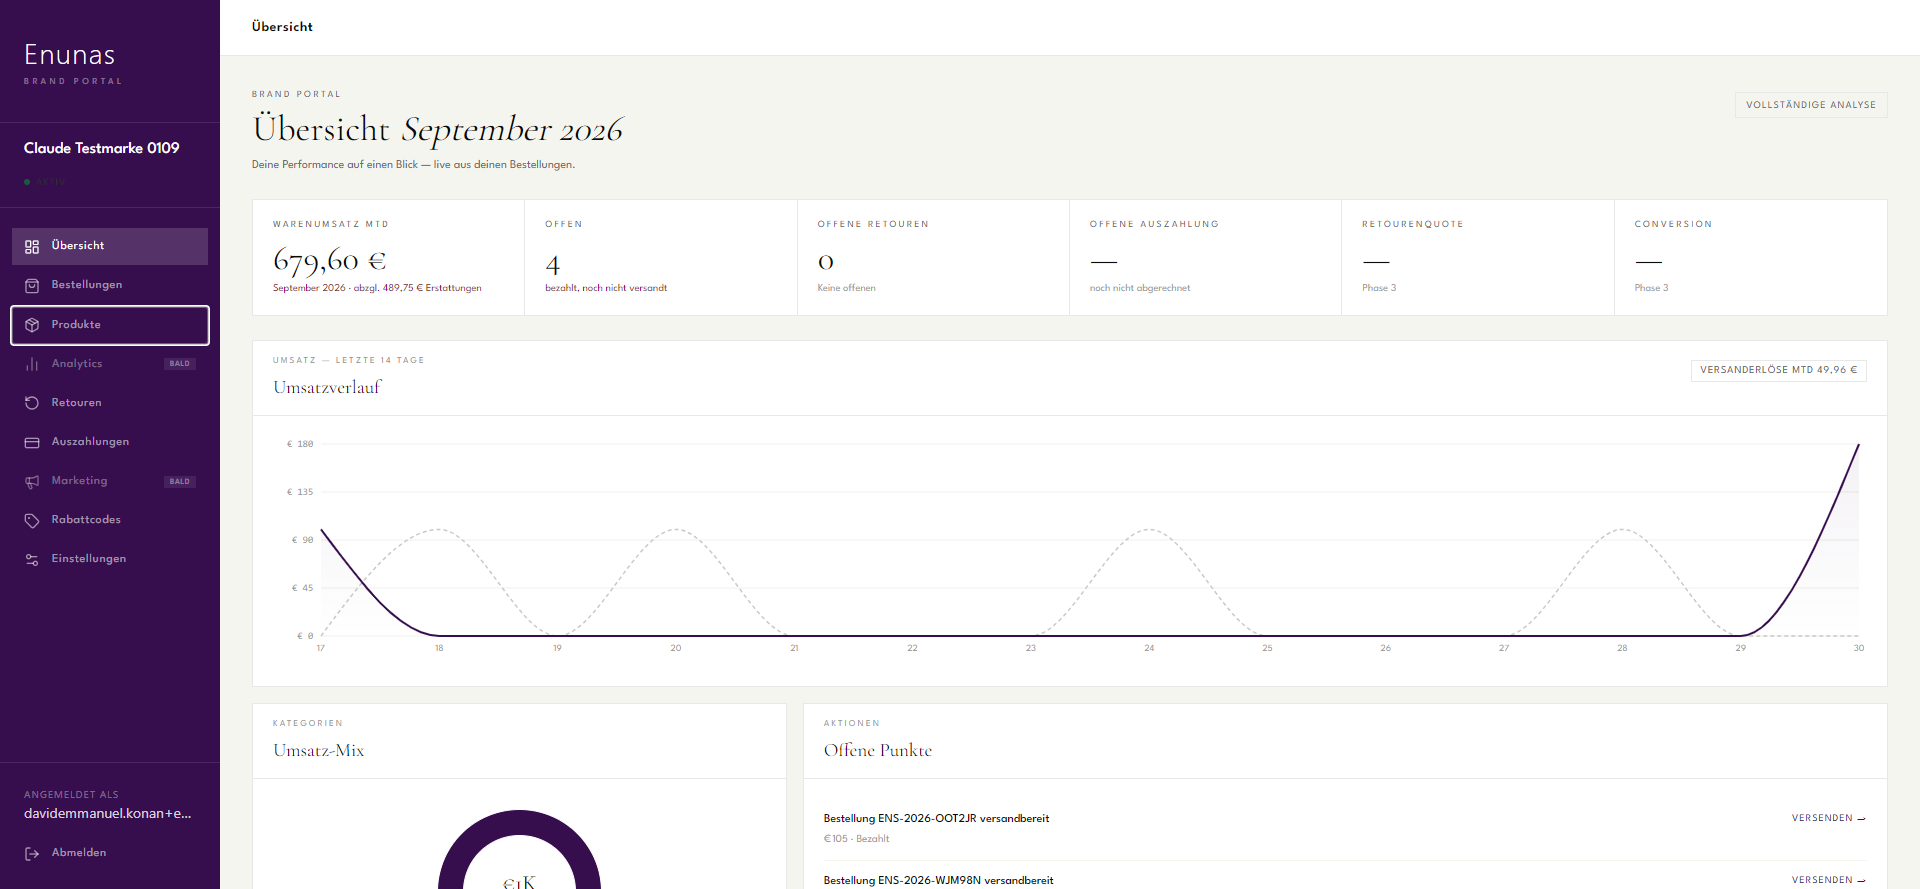 Enunas
BRAND PORTAL
Claude Testmarke 0109
AKTIV
Übersicht
Bestellungen
Produkte
Analytics BALD
Retouren
Auszahlungen
Marketing BALD
Rabattcodes
Einstellungen
ANGEMELDET ALS
davidemmanuel.konan+e...
Abmelden
Übersicht
BRAND PORTAL
Übersicht September 2026
Deine Performance auf einen Blick — live aus deinen Bestellungen.
VOLLSTÄNDIGE ANALYSE
WARENUMSATZ MTD
679,60 €
September 2026 · abzgl. 489,75 € Erstattungen
OFFEN
4
bezahlt, noch nicht versandt
OFFENE RETOUREN
0
Keine offenen
OFFENE AUSZAHLUNG
—
noch nicht abgerechnet
RETOURENQUOTE
—
Phase 3
CONVERSION
—
Phase 3
UMSATZ — LETZTE 14 TAGE
Umsatzverlauf
VERSANDERLÖSE MTD 49,96 €
€ 180
€ 135
€ 90
€ 45
€ 0
17 18 19 20 21 22 23 24 25 26 27 28 29 30
KATEGORIEN
Umsatz-Mix
€1K
AKTIONEN
Offene Punkte
Bestellung ENS-2026-OOT2JR versandbereit
€105 · Bezahlt
VERSENDEN →
Bestellung ENS-2026-WJM98N versandbereit
VERSENDEN →